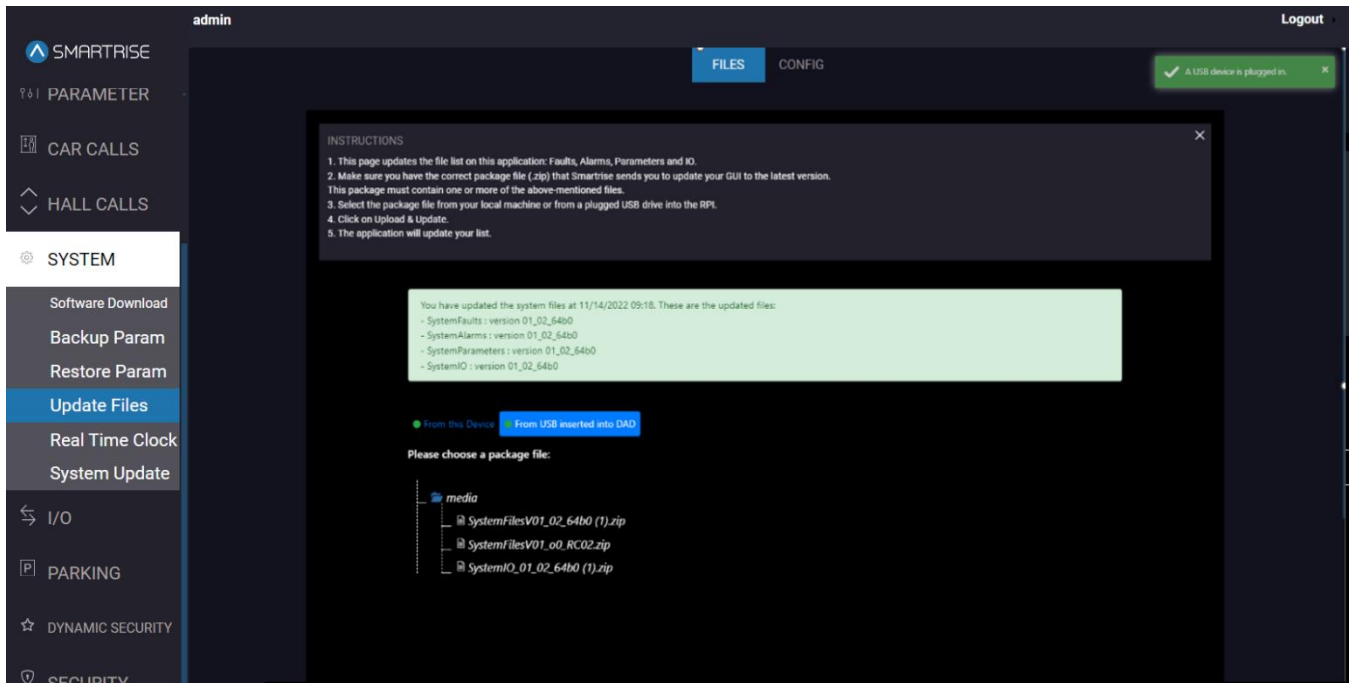 admin
Logout
SMARTRISE
PARAMETER
CAR CALLS
HALL CALLS
SYSTEM
Software Download
Backup Param
Restore Param
Update Files
Real Time Clock
System Update
I/O
PARKING
DYNAMIC SECURITY
SECURITY
FILES
CONFIG
A USB device is plugged in.
INSTRUCTIONS
1. This page updates the file list on this application: Faults, Alarms, Parameters and IO.
2. Make sure you have the correct package file (.zip) that Smartrise sends you to update your GUI to the latest version.
This package must contain one or more of the above-mentioned files.
3. Select the package file from your local machine or from a plugged USB drive into the RPI.
4. Click on Upload & Update.
5. The application will update your list.
You have updated the system files at 11/14/2022 09:18. These are the updated files:
- SystemFaults : version 01_02_64b0
- SystemAlarms : version 01_02_64b0
- SystemParameters : version 01_02_64b0
- SystemIO : version 01_02_64b0
From this Device
From USB inserted into DAD
Please choose a package file:
media
SystemFilesV01_02_64b0 (1).zip
SystemFilesV01_o0_RC02.zip
SystemIO_01_02_64b0 (1).zip